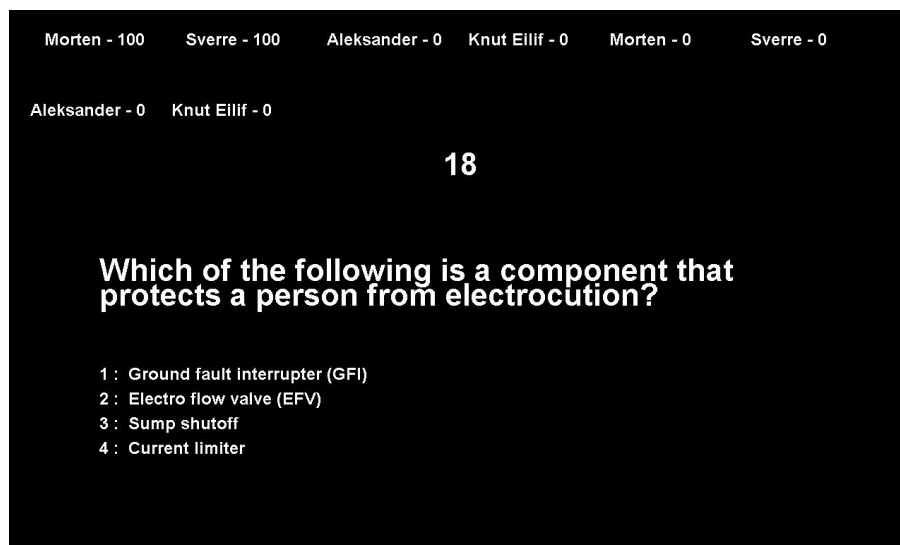 Morten - 100 Sverre - 100 Aleksander - 0 Knut Eilif - 0 Morten - 0 Sverre - 0
Aleksander - 0 Knut Eilif - 0
18
Which of the following is a component that
protects a person from electrocution?
1 : Ground fault interrupter (GFI)
2 : Electro flow valve (EFV)
3 : Sump shutoff
4 : Current limiter